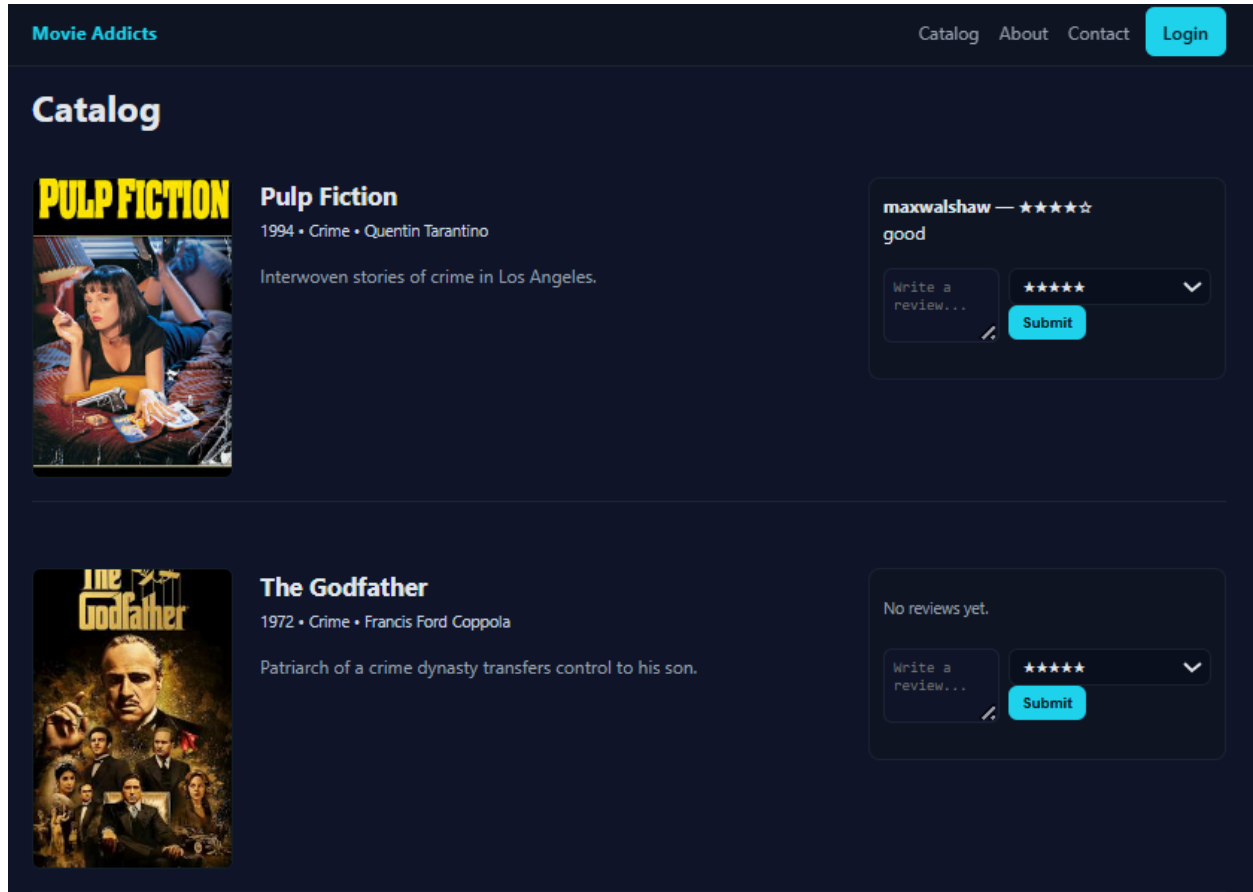 Movie Addicts
Catalog About Contact Login
Catalog
PULP FICTION
Pulp Fiction
1994 • Crime • Quentin Tarantino
Interwoven stories of crime in Los Angeles.
maxwalshaw — ★★★★☆
good
Write a
review...
★★★★★
Submit
The
Godfather
The Godfather
1972 • Crime • Francis Ford Coppola
Patriarch of a crime dynasty transfers control to his son.
No reviews yet.
Write a
review...
★★★★★
Submit